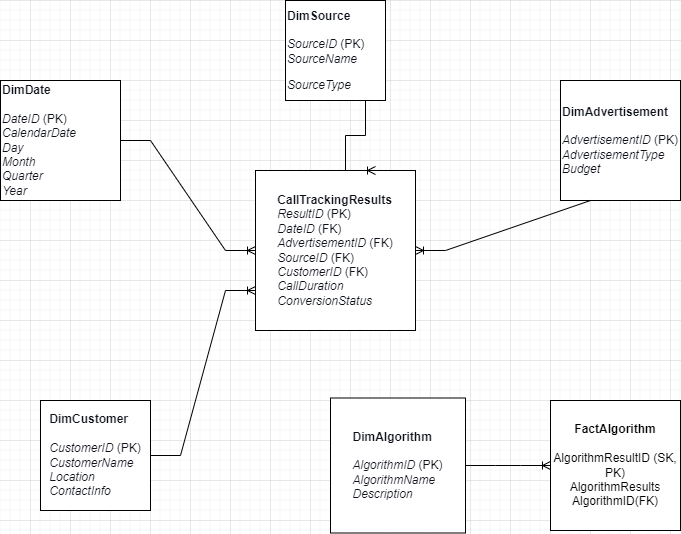 DimSource
SourceID (PK)
SourceName
SourceType
DimDate
DateID (PK)
CalendarDate
Day
Month
Quarter
Year
DimAdvertisement
AdvertisementID (PK)
AdvertisementType
Budget
CallTrackingResults
ResultID (PK)
DateID (FK)
AdvertisementID (FK)
SourceID (FK)
CustomerID (FK)
CallDuration
ConversionStatus
DimCustomer
CustomerID (PK)
CustomerName
Location
ContactInfo
DimAlgorithm
AlgorithmID (PK)
AlgorithmName
Description
FactAlgorithm
AlgorithmResultID (SK,
PK)
AlgorithmResults
AlgorithmID(FK)